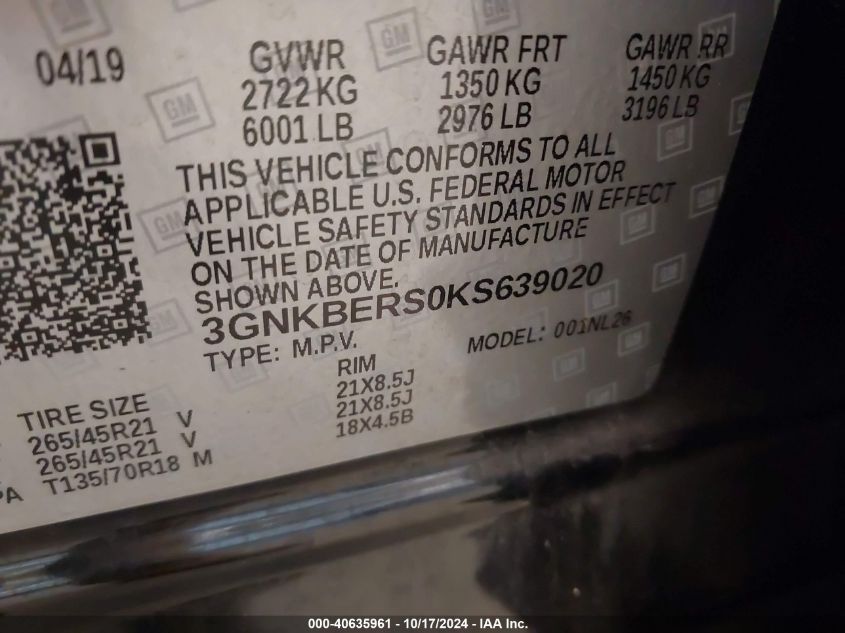 04/19 GVWR GAWR FRT GAWR RR
2722 KG 1350 KG 1450 KG
6001 LB 2976 LB 3196 LB
THIS VEHICLE CONFORMS TO ALL
APPLICABLE U.S. FEDERAL MOTOR
VEHICLE SAFETY STANDARDS IN EFFECT
ON THE DATE OF MANUFACTURE
SHOWN ABOVE.
3GNKBERS0KS639020
TYPE: M.P.V. MODEL: 001NL26
TIRE SIZE RIM
265/45R21 V 21X8.5J
265/45R21 V 21X8.5J
T135/70R18 M 18X4.5B
000-40635961 - 10/17/2024 - IAA Inc.